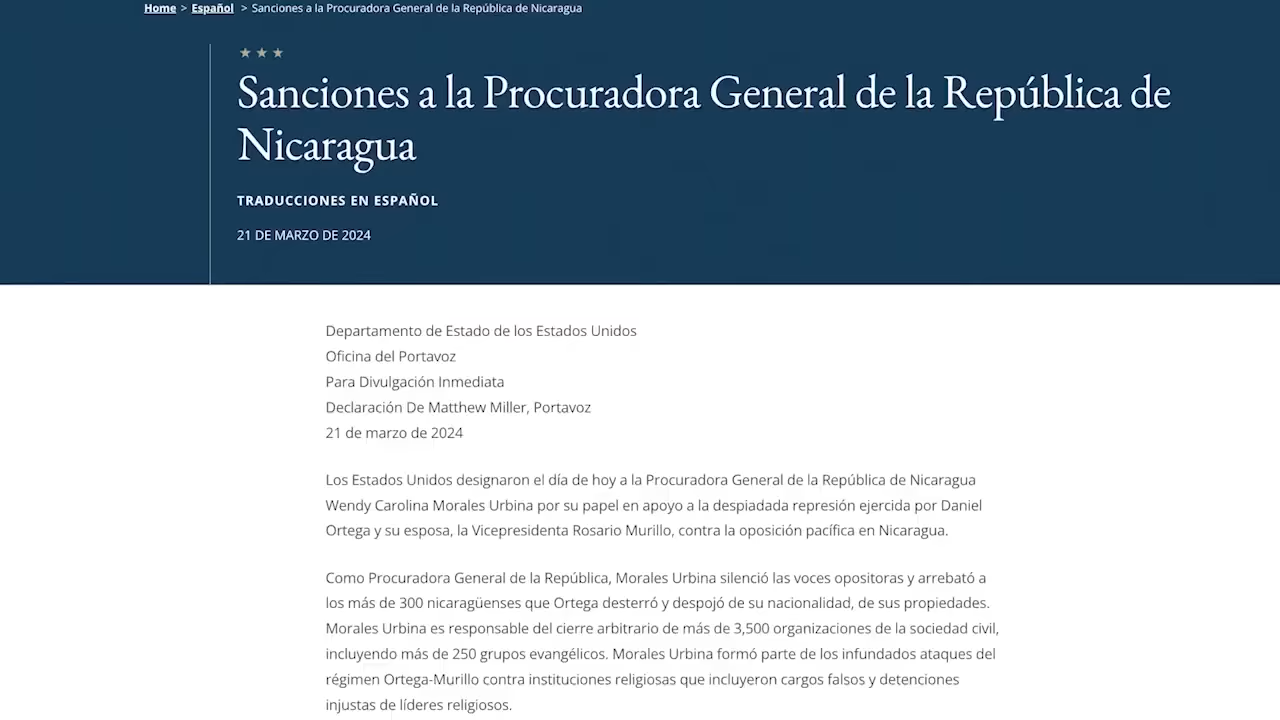 Home > Español > Sanciones a la Procuradora General de la República de Nicaragua
Sanciones a la Procuradora General de la República de
Nicaragua
TRADUCCIONES EN ESPAÑOL
21 DE MARZO DE 2024
Departamento de Estado de los Estados Unidos
Oficina del Portavoz
Para Divulgación Inmediata
Declaración De Matthew Miller, Portavoz
21 de marzo de 2024
Los Estados Unidos designaron el día de hoy a la Procuradora General de la República de Nicaragua
Wendy Carolina Morales Urbina por su papel en apoyo a la despiadada represión ejercida por Daniel
Ortega y su esposa, la Vicepresidenta Rosario Murillo, contra la oposición pacífica en Nicaragua.
Como Procuradora General de la República, Morales Urbina silenció las voces opositoras y arrebató a
los más de 300 nicaragüenses que Ortega desterró y despojó de su nacionalidad, de sus propiedades.
Morales Urbina es responsable del cierre arbitrario de más de 3,500 organizaciones de la sociedad civil,
incluyendo más de 250 grupos evangélicos. Morales Urbina formó parte de los infundados ataques del
régimen Ortega-Murillo contra instituciones religiosas que incluyeron cargos falsos y detenciones
injustas de líderes religiosos.